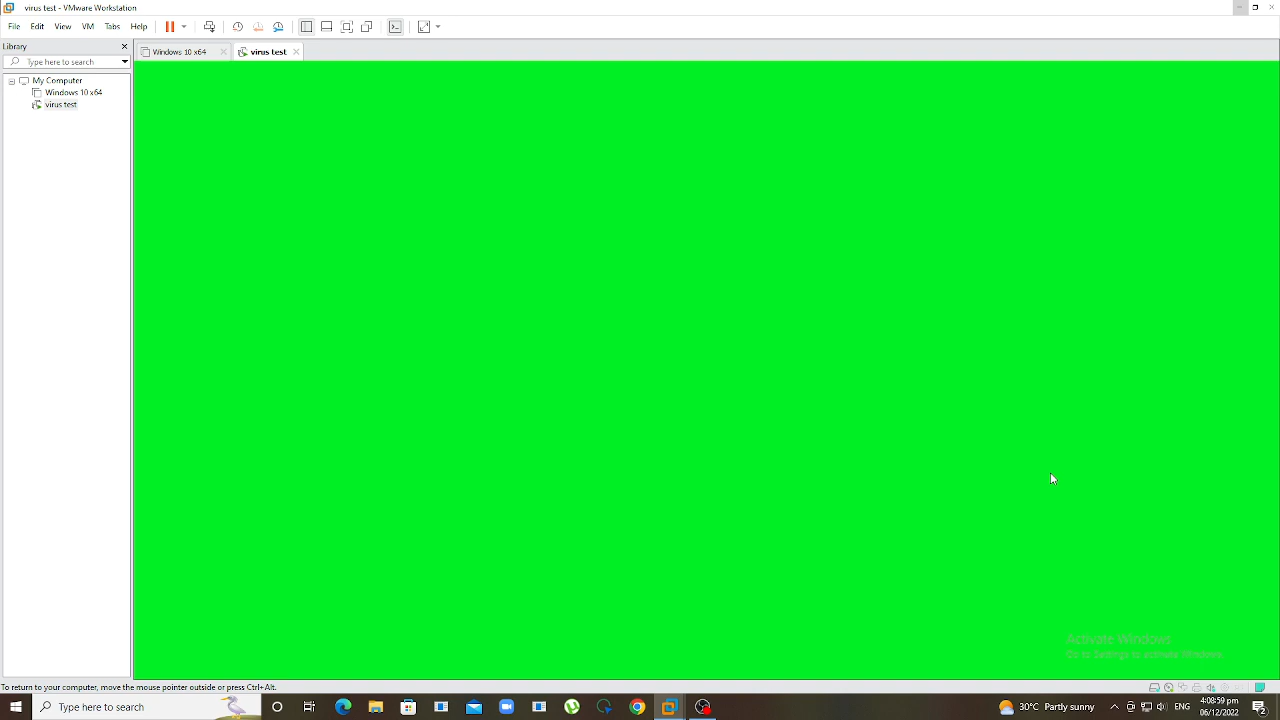 virus test - VMware Workstation
File Edit View VM Tabs Help
Library
Windows 10 x64
virus test
Type here to search
My Computer
Windows 10 x64
virus test
Activate Windows
Go to Settings to activate Windows.
To return to your computer, move the mouse pointer outside or press Ctrl+Alt.
Type here to search
30°C Partly sunny
ENG
4:08:59 pm
06/12/2022
2